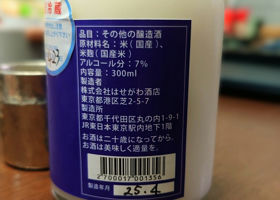 冷蔵
品目：その他の醸造酒
原材料名：米（国産）、
米麹（国産米）
アルコール分：7%
内容量：300ml
製造者
株式会社はせがわ酒店
東京都港区芝2-5-7
製造所
東京都千代田区丸の内1-9-1
JR東日本東京駅内地下1階
お酒は二十歳になってから。
お酒は美味しく適量を。
2700017001356
製造年月 25.4